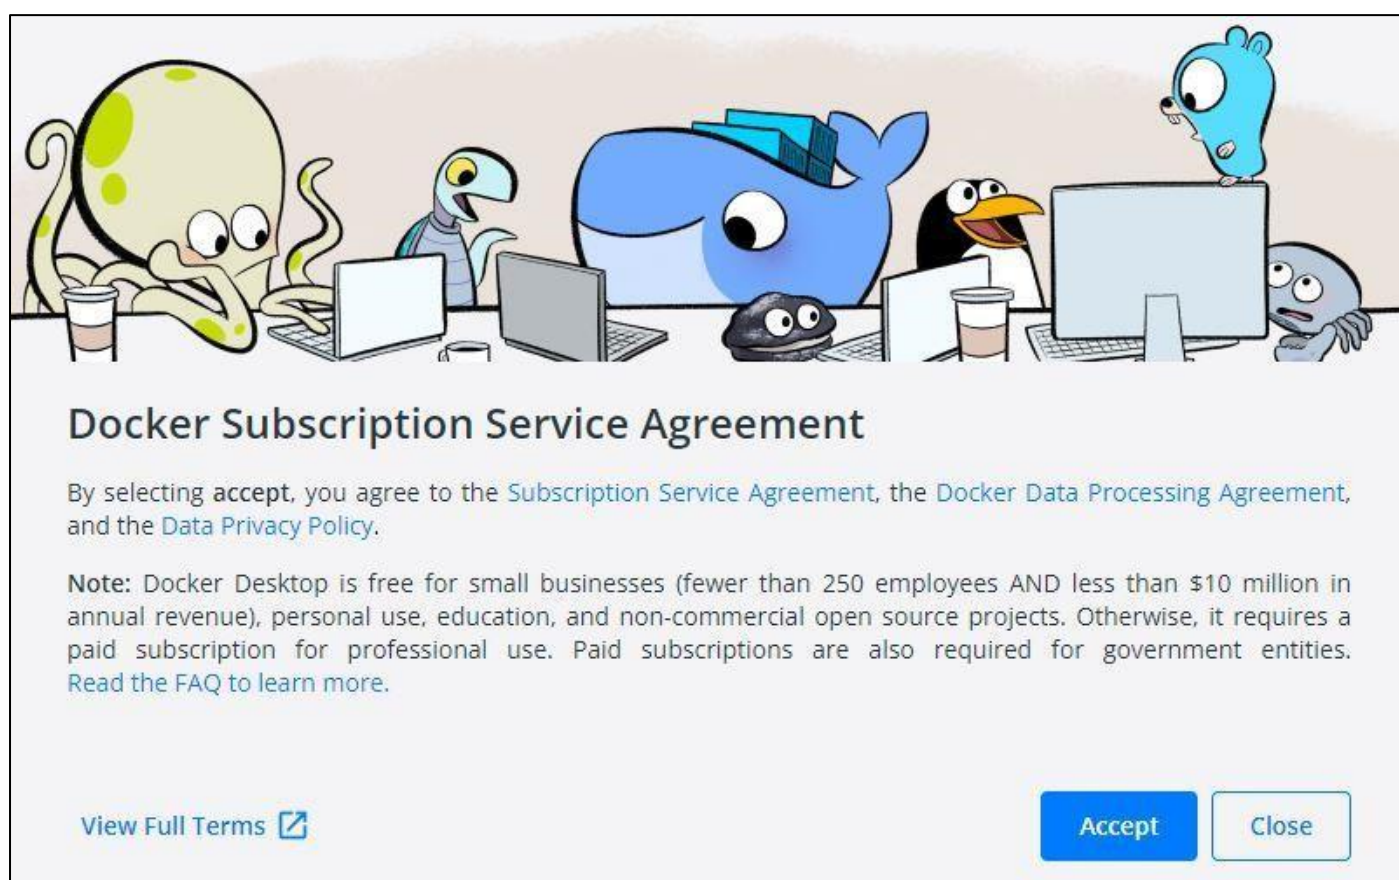 Docker Subscription Service Agreement
By selecting accept, you agree to the Subscription Service Agreement, the Docker Data Processing Agreement,
and the Data Privacy Policy.
Note: Docker Desktop is free for small businesses (fewer than 250 employees AND less than $10 million in
annual revenue), personal use, education, and non-commercial open source projects. Otherwise, it requires a
paid subscription for professional use. Paid subscriptions are also required for government entities.
Read the FAQ to learn more.
View Full Terms
Accept
Close